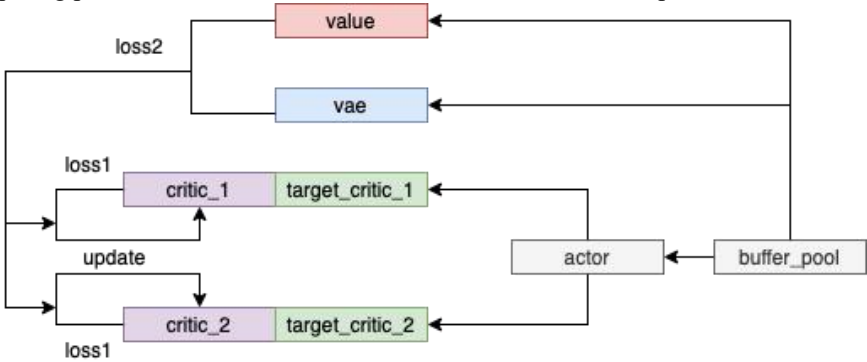 value
loss2
vae
loss1
critic_1 target_critic_1
update
actor buffer_pool
critic_2 target_critic_2
loss1